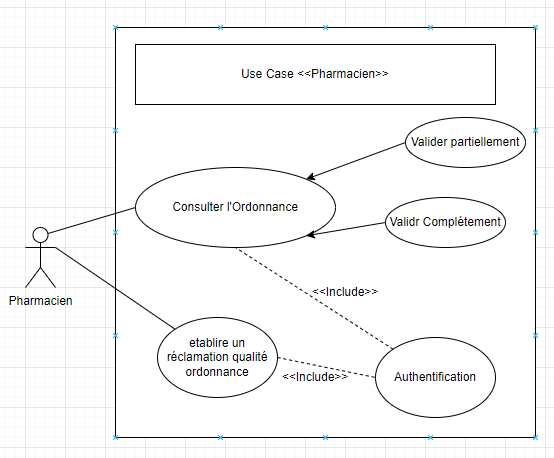 Use Case <<Pharmacien>>
Valider partiellement
Consulter l'Ordonnance
Validr Complétement
<<Include>>
Pharmacien
etablire un
réclamation qualité
ordonnance
<<Include>>
Authentification